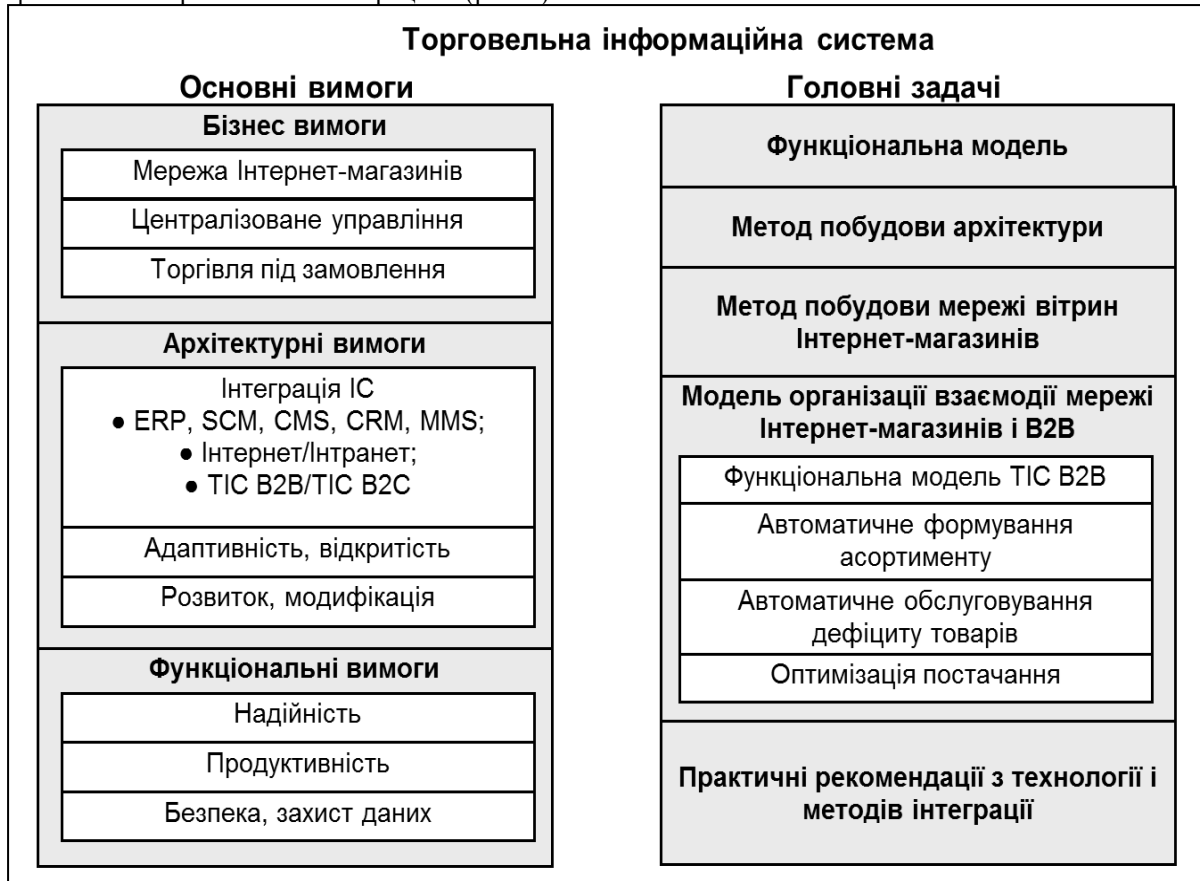 Торговельна інформаційна система
Основні вимоги
Бізнес вимоги
Мережа Інтернет-магазинів
Централізоване управління
Торгівля під замовлення
Архітектурні вимоги
Інтеграція ІС
● ERP, SCM, CMS, CRM, MMS;
● Інтернет/Інтранет;
● ТІС B2B/ТІС B2C
Адаптивність, відкритість
Розвиток, модифікація
Функціональні вимоги
Надійність
Продуктивність
Безпека, захист даних
Головні задачі
Функціональна модель
Метод побудови архітектури
Метод побудови мережі вітрин
Інтернет-магазинів
Модель організації взаємодії мережі
Інтернет-магазинів і B2B
Функціональна модель ТІС B2B
Автоматичне формування
асортименту
Автоматичне обслуговування
дефіциту товарів
Оптимізація постачання
Практичні рекомендації з технології і
методів інтеграції